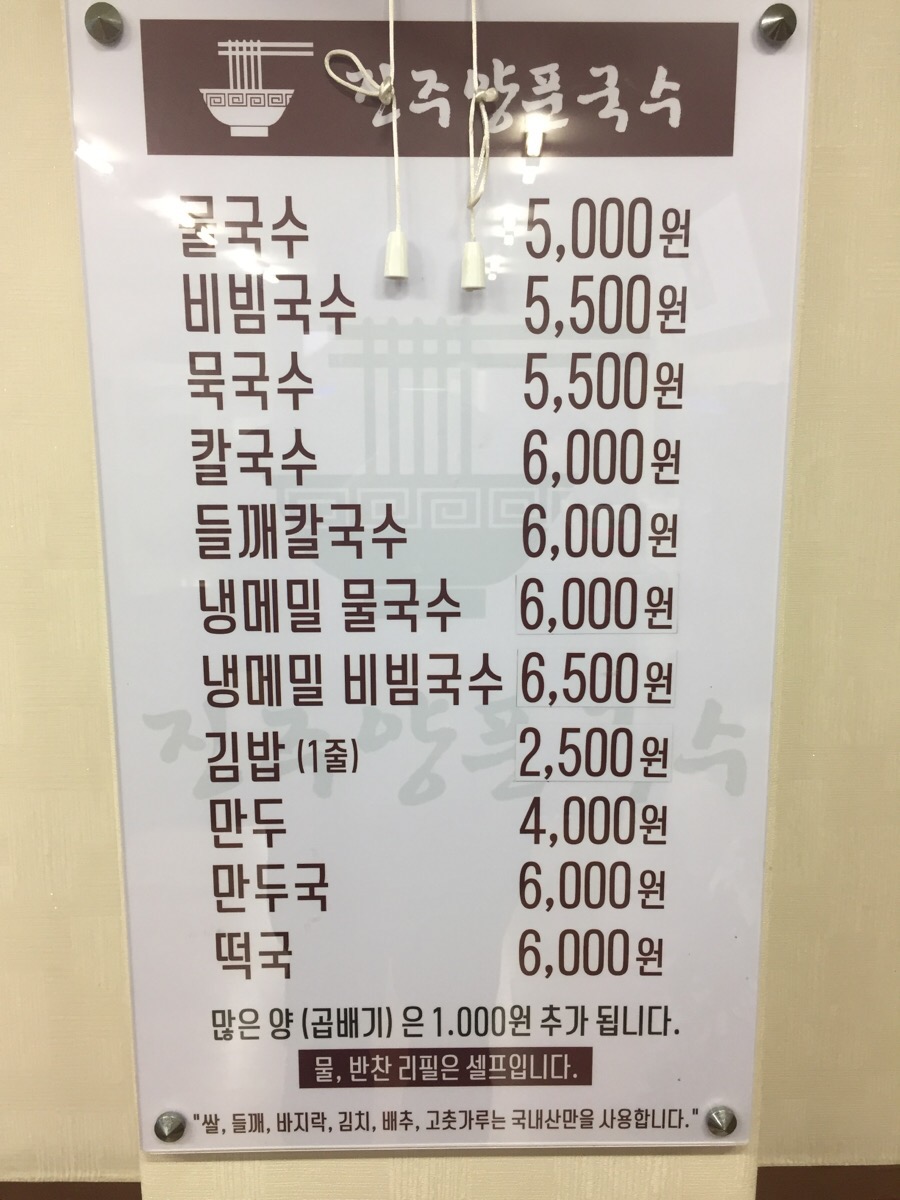 진주양푼국수
물국수 5,000원
비빔국수 5,500원
묵국수 5,500원
칼국수 6,000원
들깨칼국수 6,000원
냉메밀 물국수 6,000원
냉메밀 비빔국수 6,500원
김밥 (1줄) 2,500원
만두 4,000원
만두국 6,000원
떡국 6,000원
많은 양 (곱배기) 은 1.000원 추가 됩니다.
물, 반찬 리필은 셀프입니다.
"쌀, 들깨, 바지락, 김치, 배추, 고춧가루는 국내산만을 사용합니다."